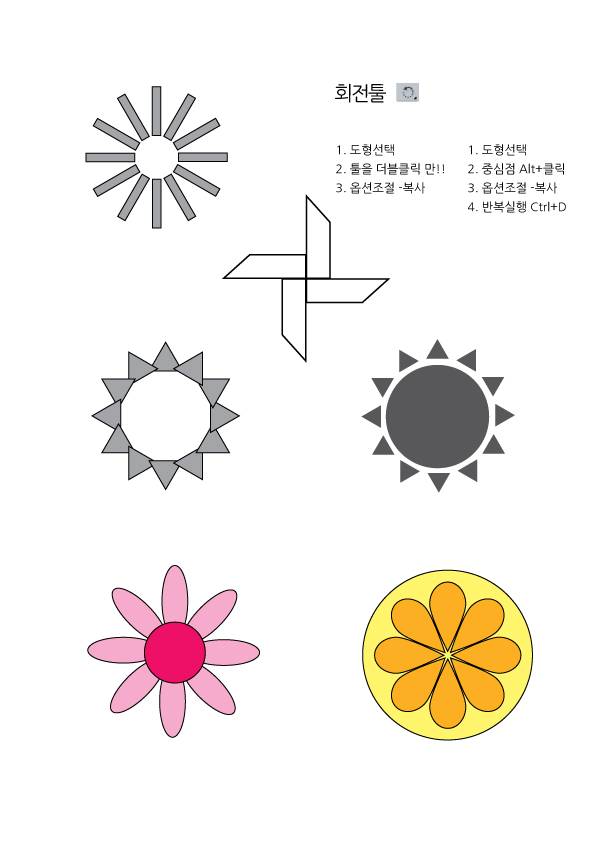 회전툴
1. 도형선택
2. 툴을 더블클릭 만!!
3. 옵션조절 -복사
1. 도형선택
2. 중심점 Alt+클릭
3. 옵션조절 -복사
4. 반복실행 Ctrl+D